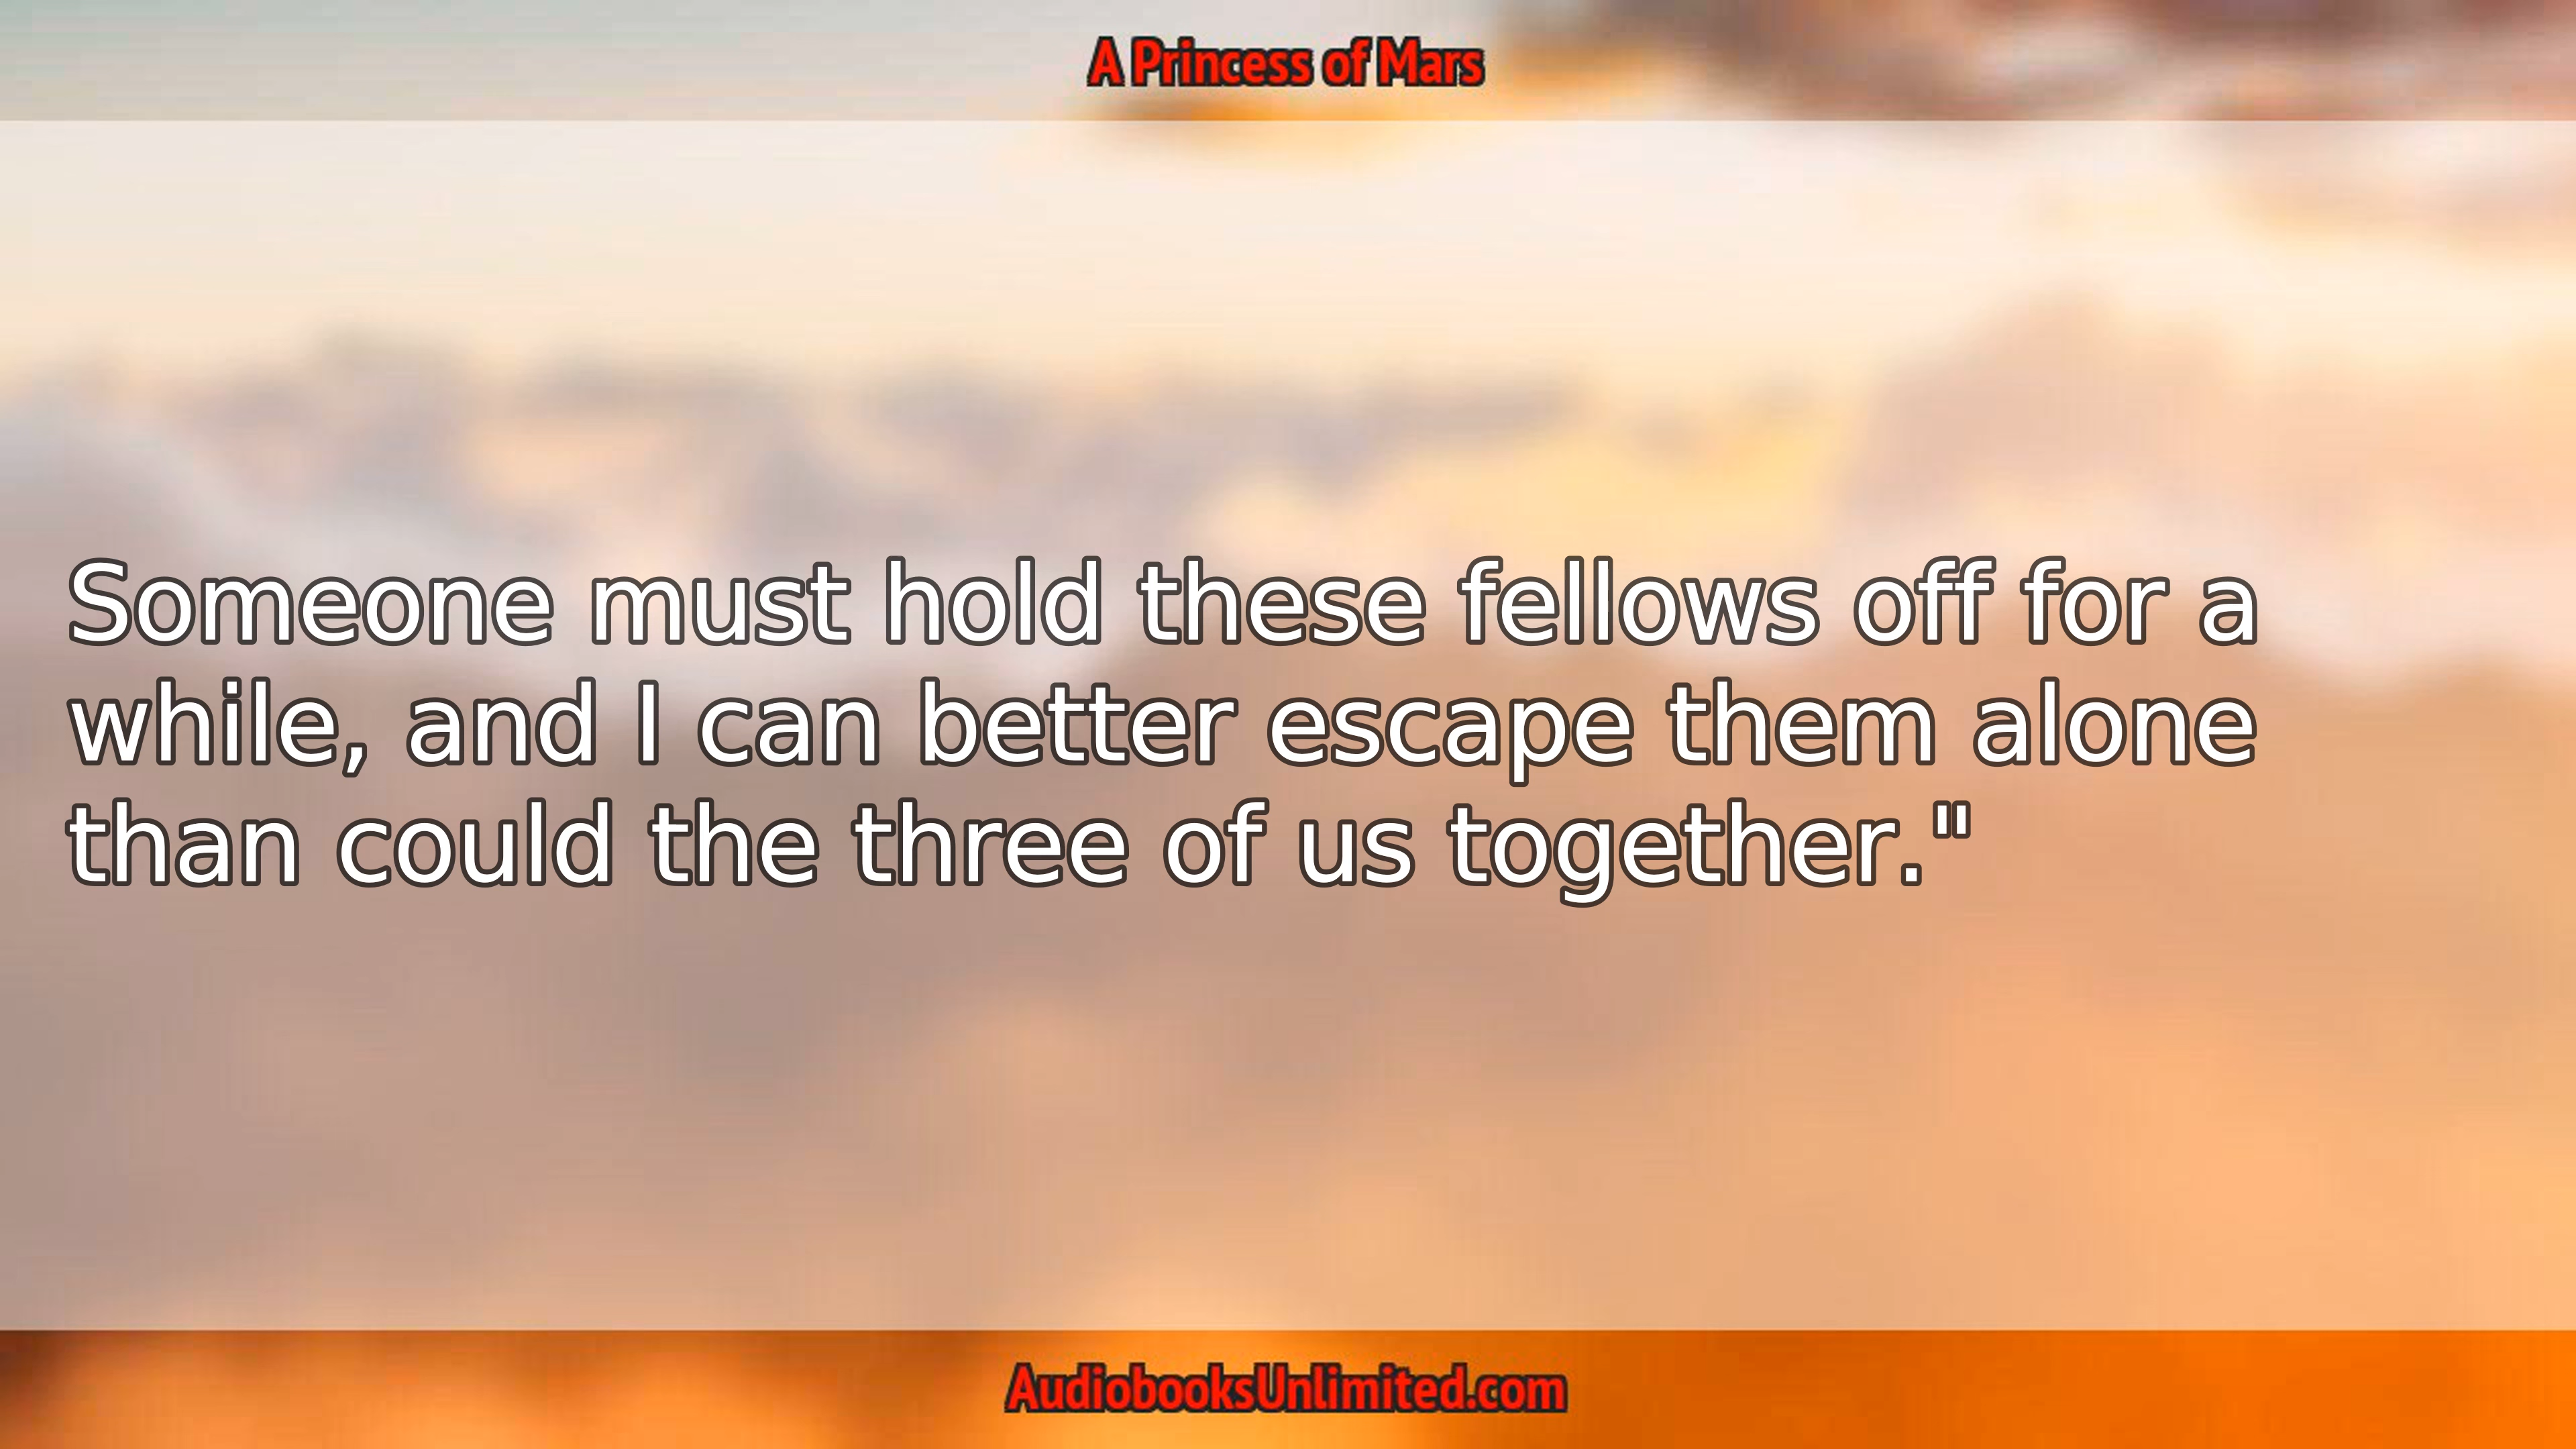 A Princess of Mars
Someone must hold these fellows off for a
while, and I can better escape them alone
than could the three of us together."
AudiobooksUnlimited.com